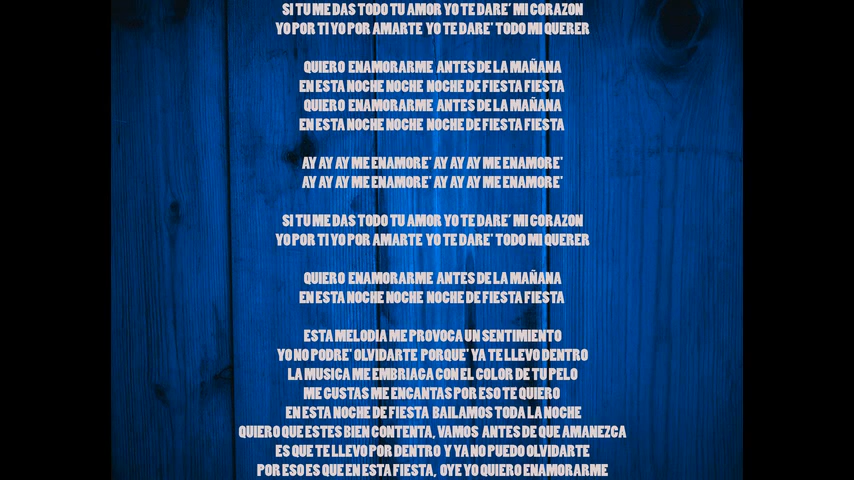 SI TU ME DAS TODO TU AMOR YO TE DARE' MI CORAZON
YO POR TI YO POR AMARTE YO TE DARE' TODO MI QUERER
QUIERO ENAMORARME ANTES DE LA MAÑANA
EN ESTA NOCHE NOCHE NOCHE DE FIESTA FIESTA
QUIERO ENAMORARME ANTES DE LA MAÑANA
EN ESTA NOCHE NOCHE NOCHE DE FIESTA FIESTA
AY AY AY ME ENAMORE' AY AY AY ME ENAMORE'
AY AY AY ME ENAMORE' AY AY AY ME ENAMORE'
SI TU ME DAS TODO TU AMOR YO TE DARE' MI CORAZON
YO POR TI YO POR AMARTE YO TE DARE' TODO MI QUERER
QUIERO ENAMORARME ANTES DE LA MAÑANA
EN ESTA NOCHE NOCHE NOCHE DE FIESTA FIESTA
ESTA MELODIA ME PROVOCA UN SENTIMIENTO
YO NO PODRE' OLVIDARTE PORQUE' YA TE LLEVO DENTRO
LA MUSICA ME EMBRIAGA CON EL COLOR DE TU PELO
ME GUSTAS ME ENCANTAS POR ESO TE QUIERO
EN ESTA NOCHE DE FIESTA BAILAMOS TODA LA NOCHE
QUIERO QUE ESTES BIEN CONTENTA, VAMOS ANTES DE QUE AMANEZCA
ES QUE TE LLEVO POR DENTRO Y YA NO PUEDO OLVIDARTE
POR ESO ES QUE EN ESTA FIESTA, OYE YO QUIERO ENAMORARME